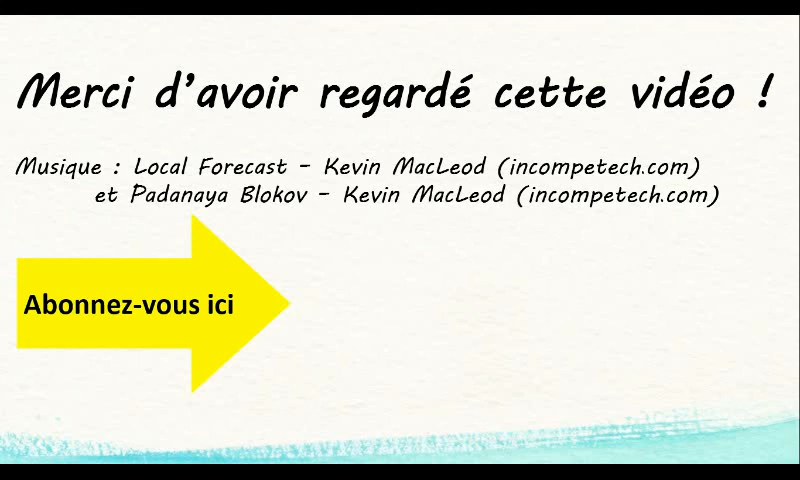 Merci d’avoir regardé cette vidéo !
Musique : Local Forecast – Kevin MacLeod (incompetech.com)
et Padanaya Blokov – Kevin MacLeod (incompetech.com)
Abonnez-vous ici